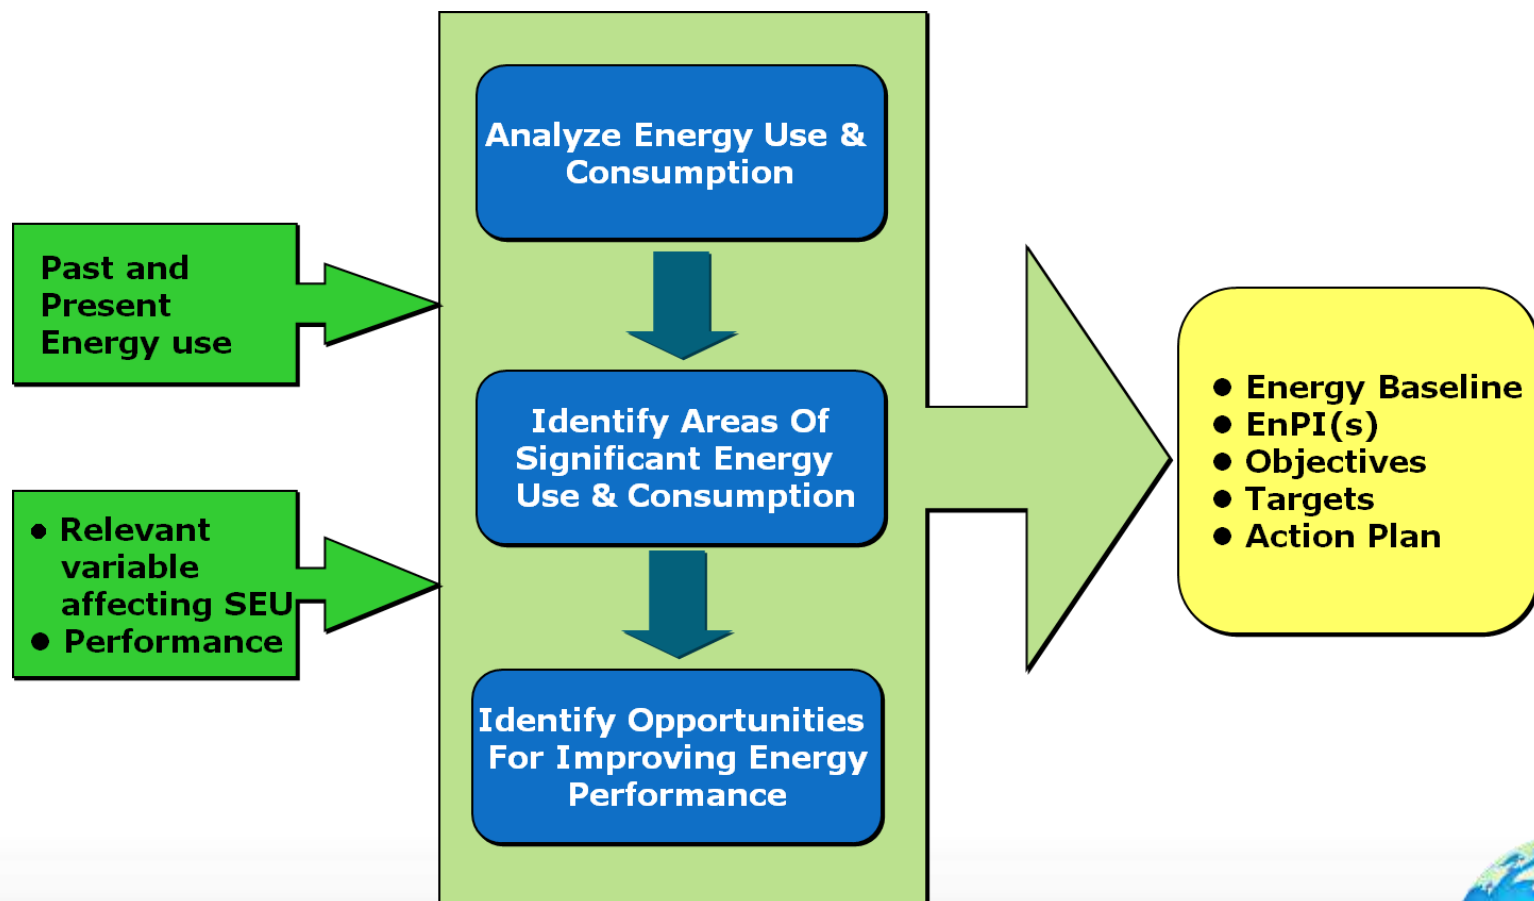 Past and
Present
Energy use
● Relevant
variable
affecting SEU
● Performance
Analyze Energy Use &
Consumption
Identify Areas Of
Significant Energy
Use & Consumption
Identify Opportunities
For Improving Energy
Performance
● Energy Baseline
● EnPI(s)
● Objectives
● Targets
● Action Plan